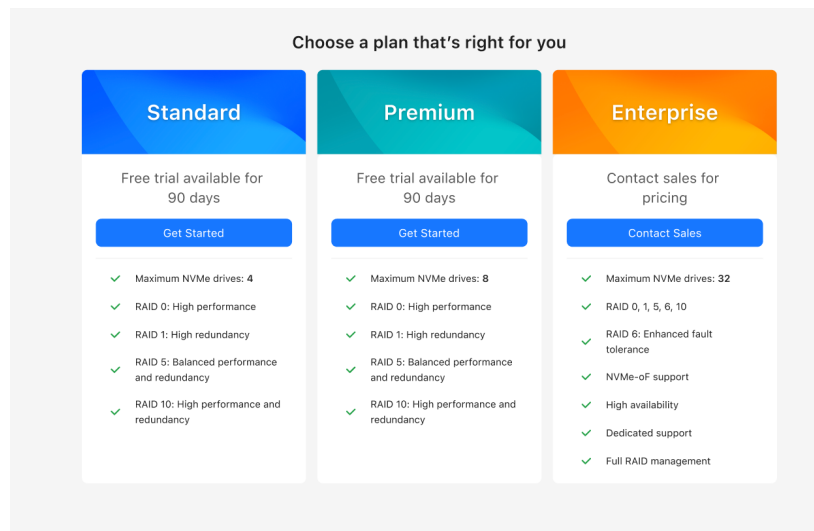 Choose a plan that's right for you
Standard
Free trial available for
90 days
Get Started
Maximum NVMe drives: 4
RAID 0: High performance
RAID 1: High redundancy
RAID 5: Balanced performance
and redundancy
RAID 10: High performance and
redundancy
Premium
Free trial available for
90 days
Get Started
Maximum NVMe drives: 8
RAID 0: High performance
RAID 1: High redundancy
RAID 5: Balanced performance
and redundancy
RAID 10: High performance and
redundancy
Enterprise
Contact sales for
pricing
Contact Sales
Maximum NVMe drives: 32
RAID 0, 1, 5, 6, 10
RAID 6: Enhanced fault
tolerance
NVMe-oF support
High availability
Dedicated support
Full RAID management